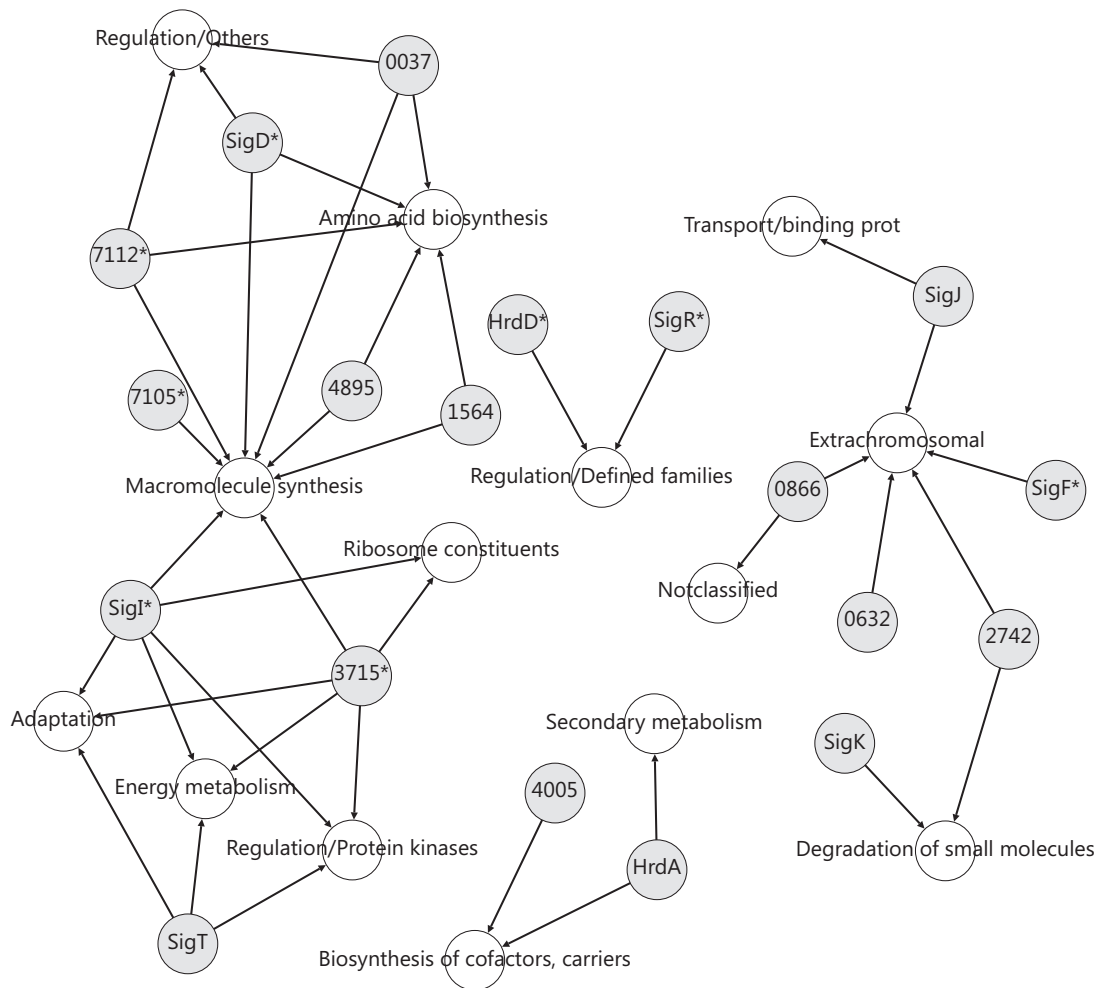 Regulation/Others
0037
SigD*
Amino acid biosynthesis
Transport/binding prot
7112*
SigJ
HrdD*
SigR*
7105*
4895
1564
Extrachromosomal
Regulation/Defined families
Macromolecule synthesis
0866
SigF*
Ribosome constituents
Notclassified
SigI*
0632
2742
3715*
Adaptation
Secondary metabolism
SigK
Energy metabolism
4005
Regulation/Protein kinases
Degradation of small molecules
HrdA
SigT
Biosynthesis of cofactors, carriers